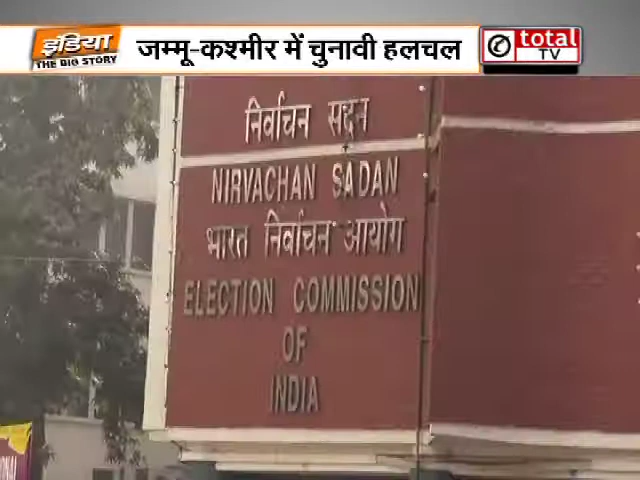 इंडिया
THE BIG STORY
जम्मू-कश्मीर में चुनावी हलचल
total
TV
निर्वाचन सदन
NIRVACHAN SADAN
भारत निर्वाचन आयोग
ELECTION COMMISSION
OF
INDIA